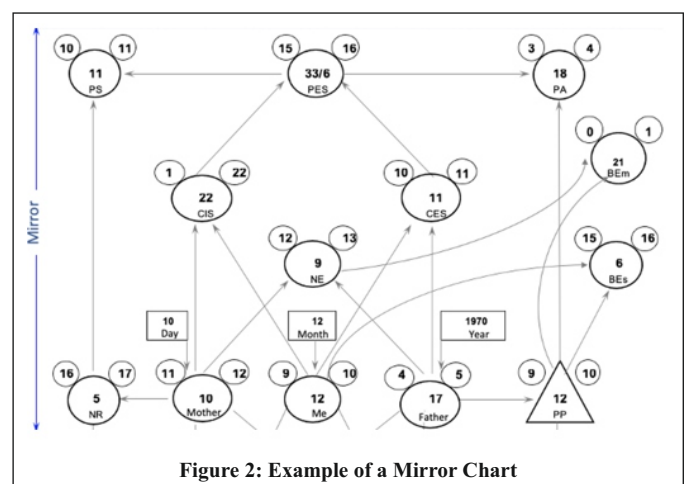 10 11 15 16 3 4
11 33/6 18
PS PES PA
0 1
1 22 10 11
21
BEm
22 11
CIS CES
Mirror
12 13 15 16
9 6
NE BEs
10 12 1970
Day Month Year
16 17 11 12 9 10 4 5 9 10
5 10 12 17 12
NR Mother Me Father PP
Figure 2: Example of a Mirror Chart